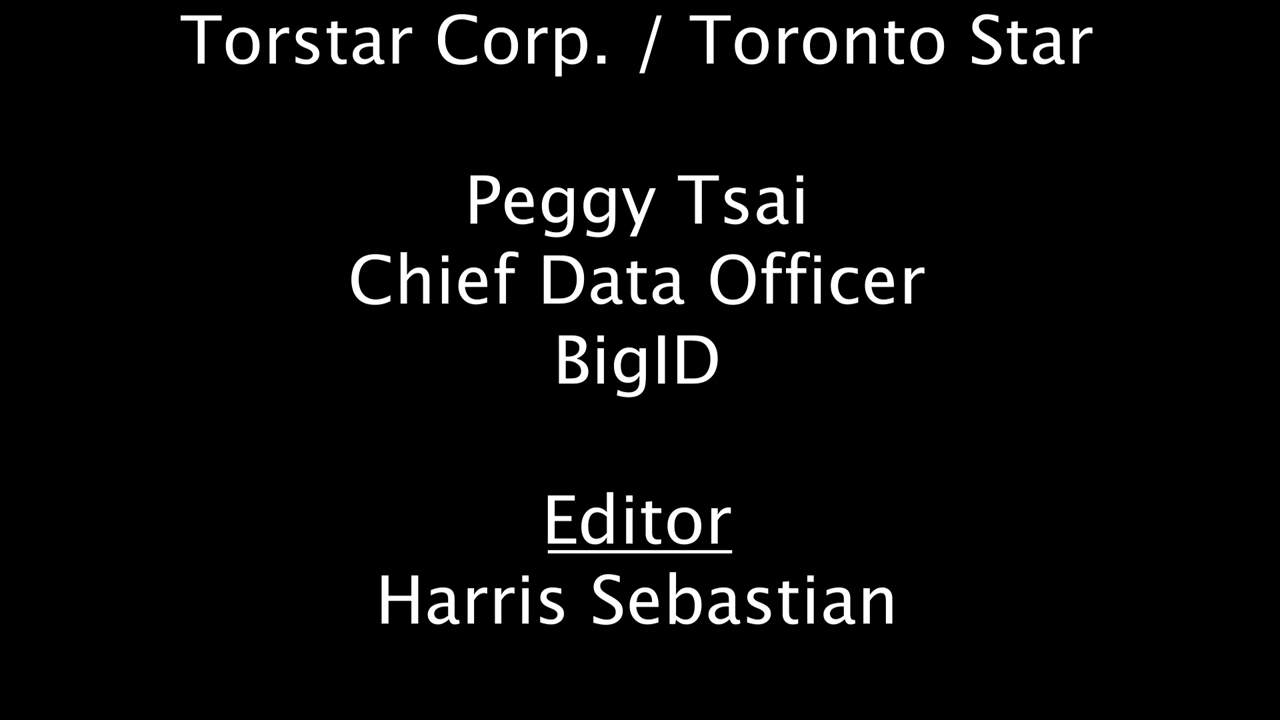 Torstar Corp. / Toronto Star
Peggy Tsai
Chief Data Officer
BigID
Editor
Harris Sebastian